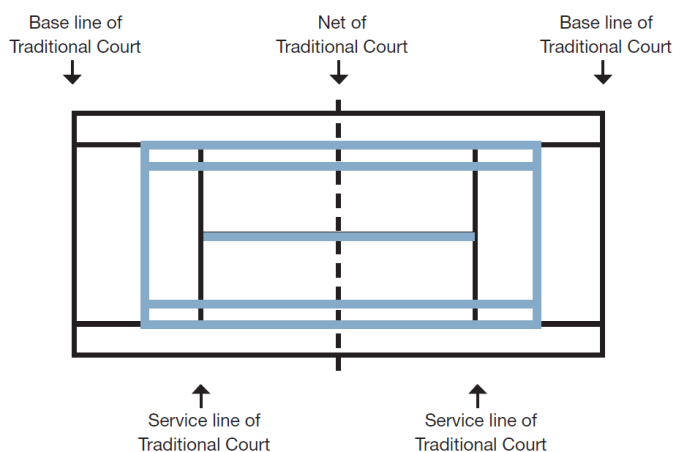 Base line of
Traditional Court
Net of
Traditional Court
Base line of
Traditional Court
Service line of
Traditional Court
Service line of
Traditional Court